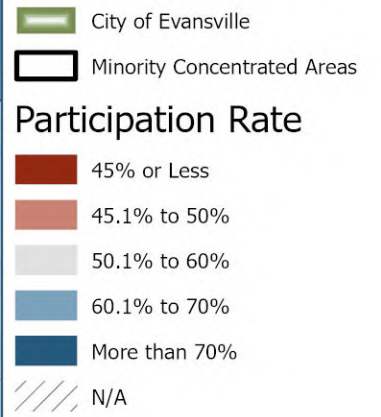 City of Evansville
Minority Concentrated Areas
Participation Rate
45% or Less
45.1% to 50%
50.1% to 60%
60.1% to 70%
More than 70%
N/A